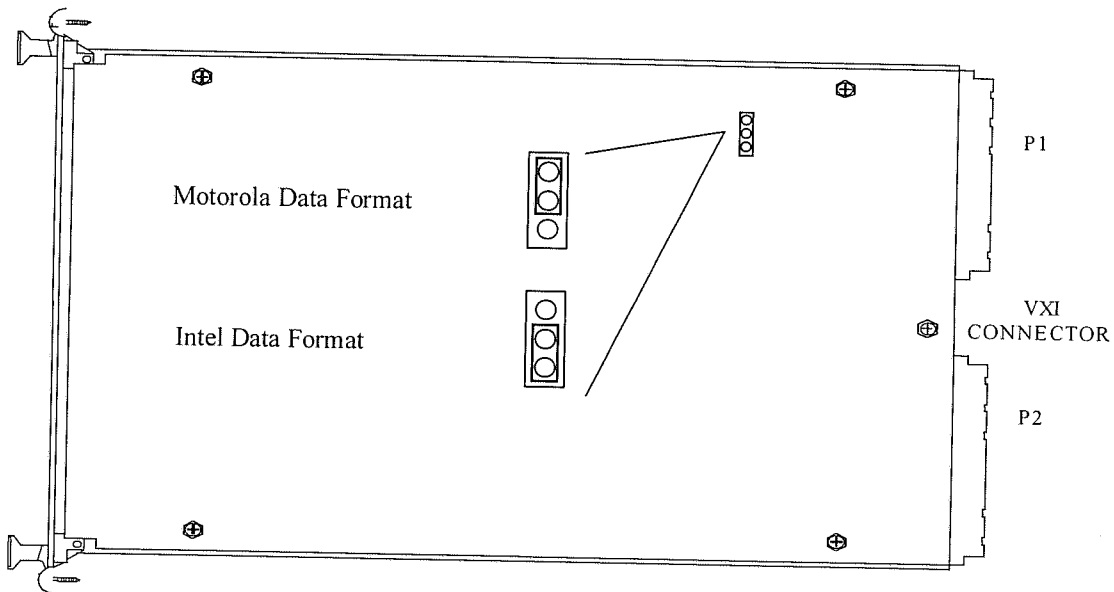 P1
Motorola Data Format
VXI
CONNECTOR
Intel Data Format
P2